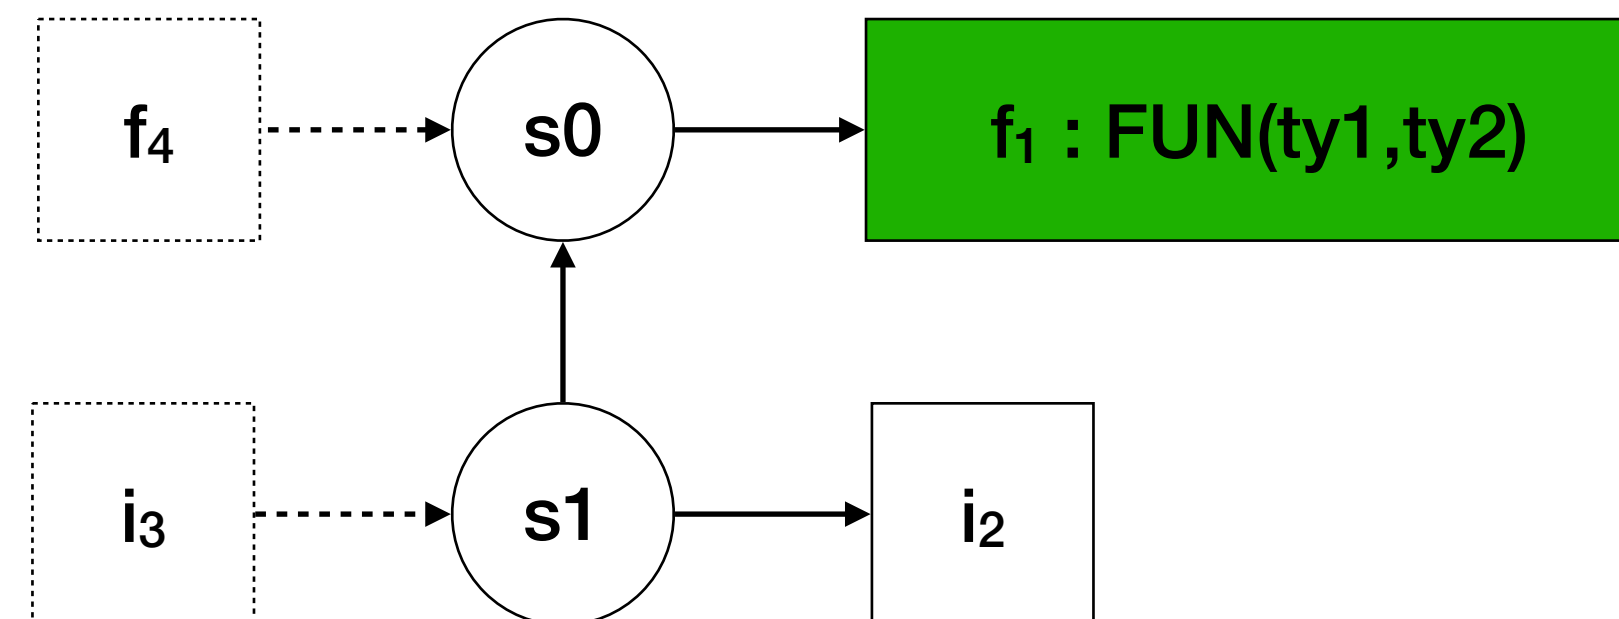 f₄
s0
f₁ : FUN(ty1,ty2)
i₃
s1
i₂